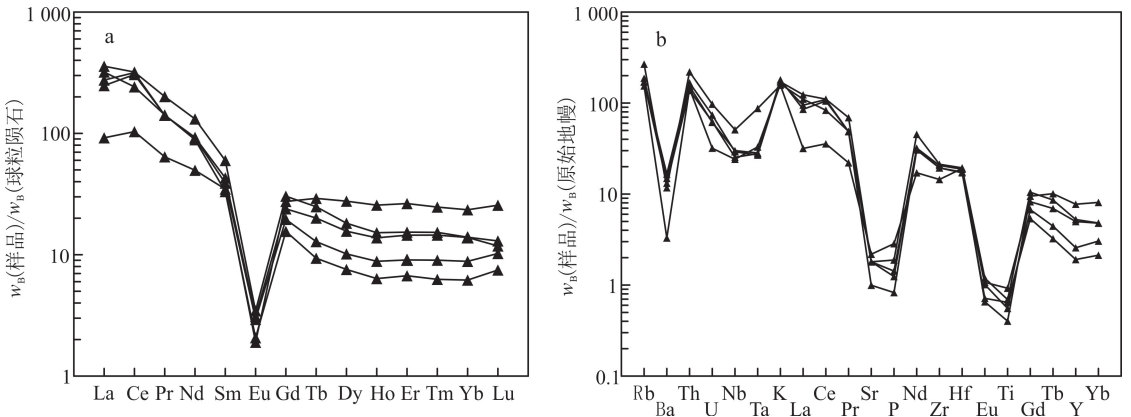 1 000
100
10
1
a
w_B(样品)/w_B(球粒陨石)
La Ce Pr Nd Sm Eu Gd Tb Dy Ho Er Tm Yb Lu
1 000
100
10
1
0.1
b
w_B(样品)/w_B(原始地幔)
Rb Th Nb K Ce Sr Nd Hf Ti Tb Yb
Ba U Ta La Pr P Zr Eu Gd Y